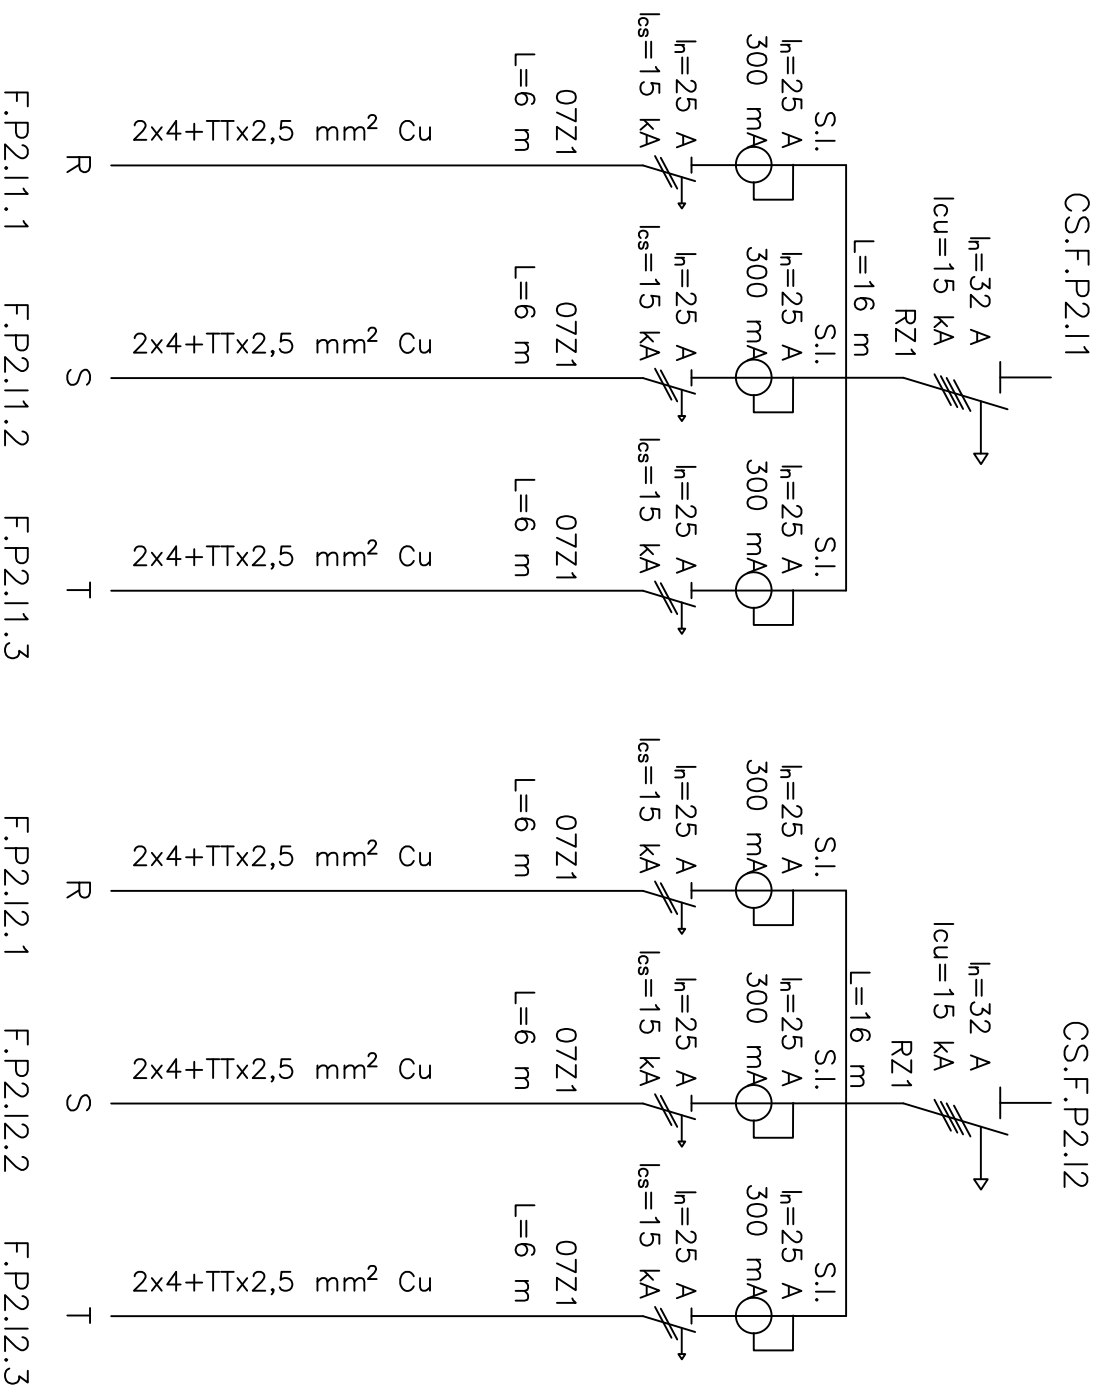 CS.F.P2.I1
In=32 A
Icu=15 kA
RZ1
L=16 m
S.I.
In=25 A
300 mA
In=25 A
Ics=15 kA
07Z1
L=6 m
2x4+TTx2,5 mm² Cu
R
F.P2.I1.1
S.I.
In=25 A
300 mA
In=25 A
Ics=15 kA
07Z1
L=6 m
2x4+TTx2,5 mm² Cu
S
F.P2.I1.2
S.I.
In=25 A
300 mA
In=25 A
Ics=15 kA
07Z1
L=6 m
2x4+TTx2,5 mm² Cu
T
F.P2.I1.3
CS.F.P2.I2
In=32 A
Icu=15 kA
RZ1
L=16 m
S.I.
In=25 A
300 mA
In=25 A
Ics=15 kA
07Z1
L=6 m
2x4+TTx2,5 mm² Cu
R
F.P2.I2.1
S.I.
In=25 A
300 mA
In=25 A
Ics=15 kA
07Z1
L=6 m
2x4+TTx2,5 mm² Cu
S
F.P2.I2.2
S.I.
In=25 A
300 mA
In=25 A
Ics=15 kA
07Z1
L=6 m
2x4+TTx2,5 mm² Cu
T
F.P2.I2.3